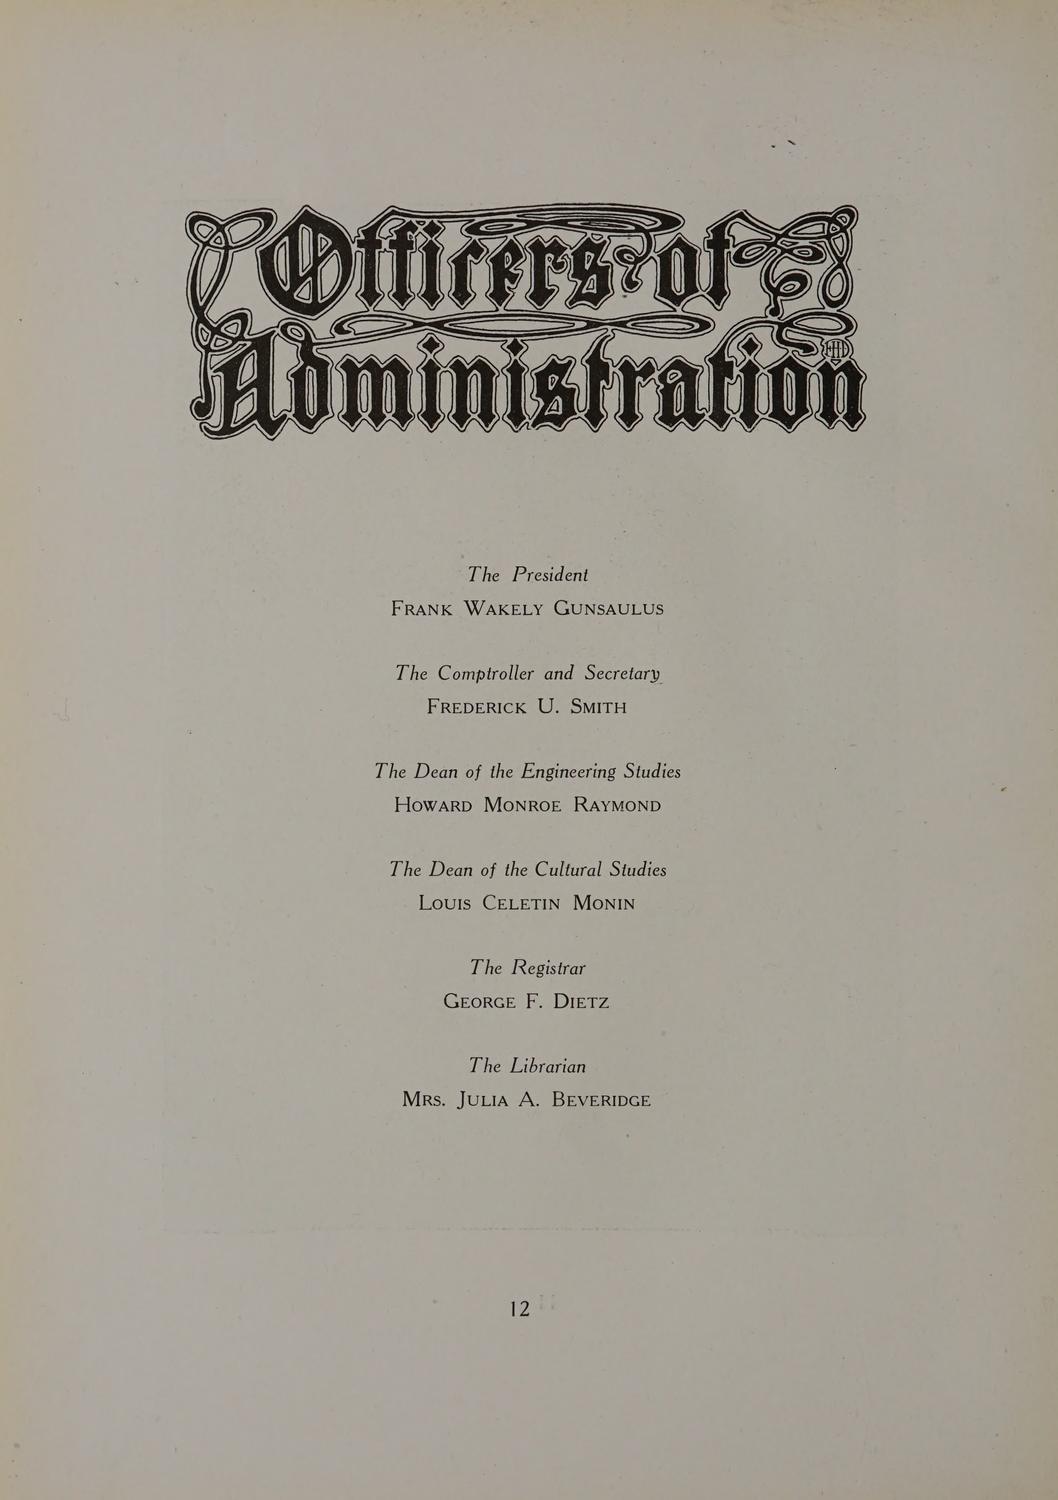 Officers of
Administration
The President
FRANK WAKELY GUNSAULUS
The Comptroller and Secretary
FREDERICK U. SMITH
The Dean of the Engineering Studies
HOWARD MONROE RAYMOND
The Dean of the Cultural Studies
LOUIS CELETIN MONIN
The Registrar
GEORGE F. DIETZ
The Librarian
MRS. JULIA A. BEVERIDGE
12